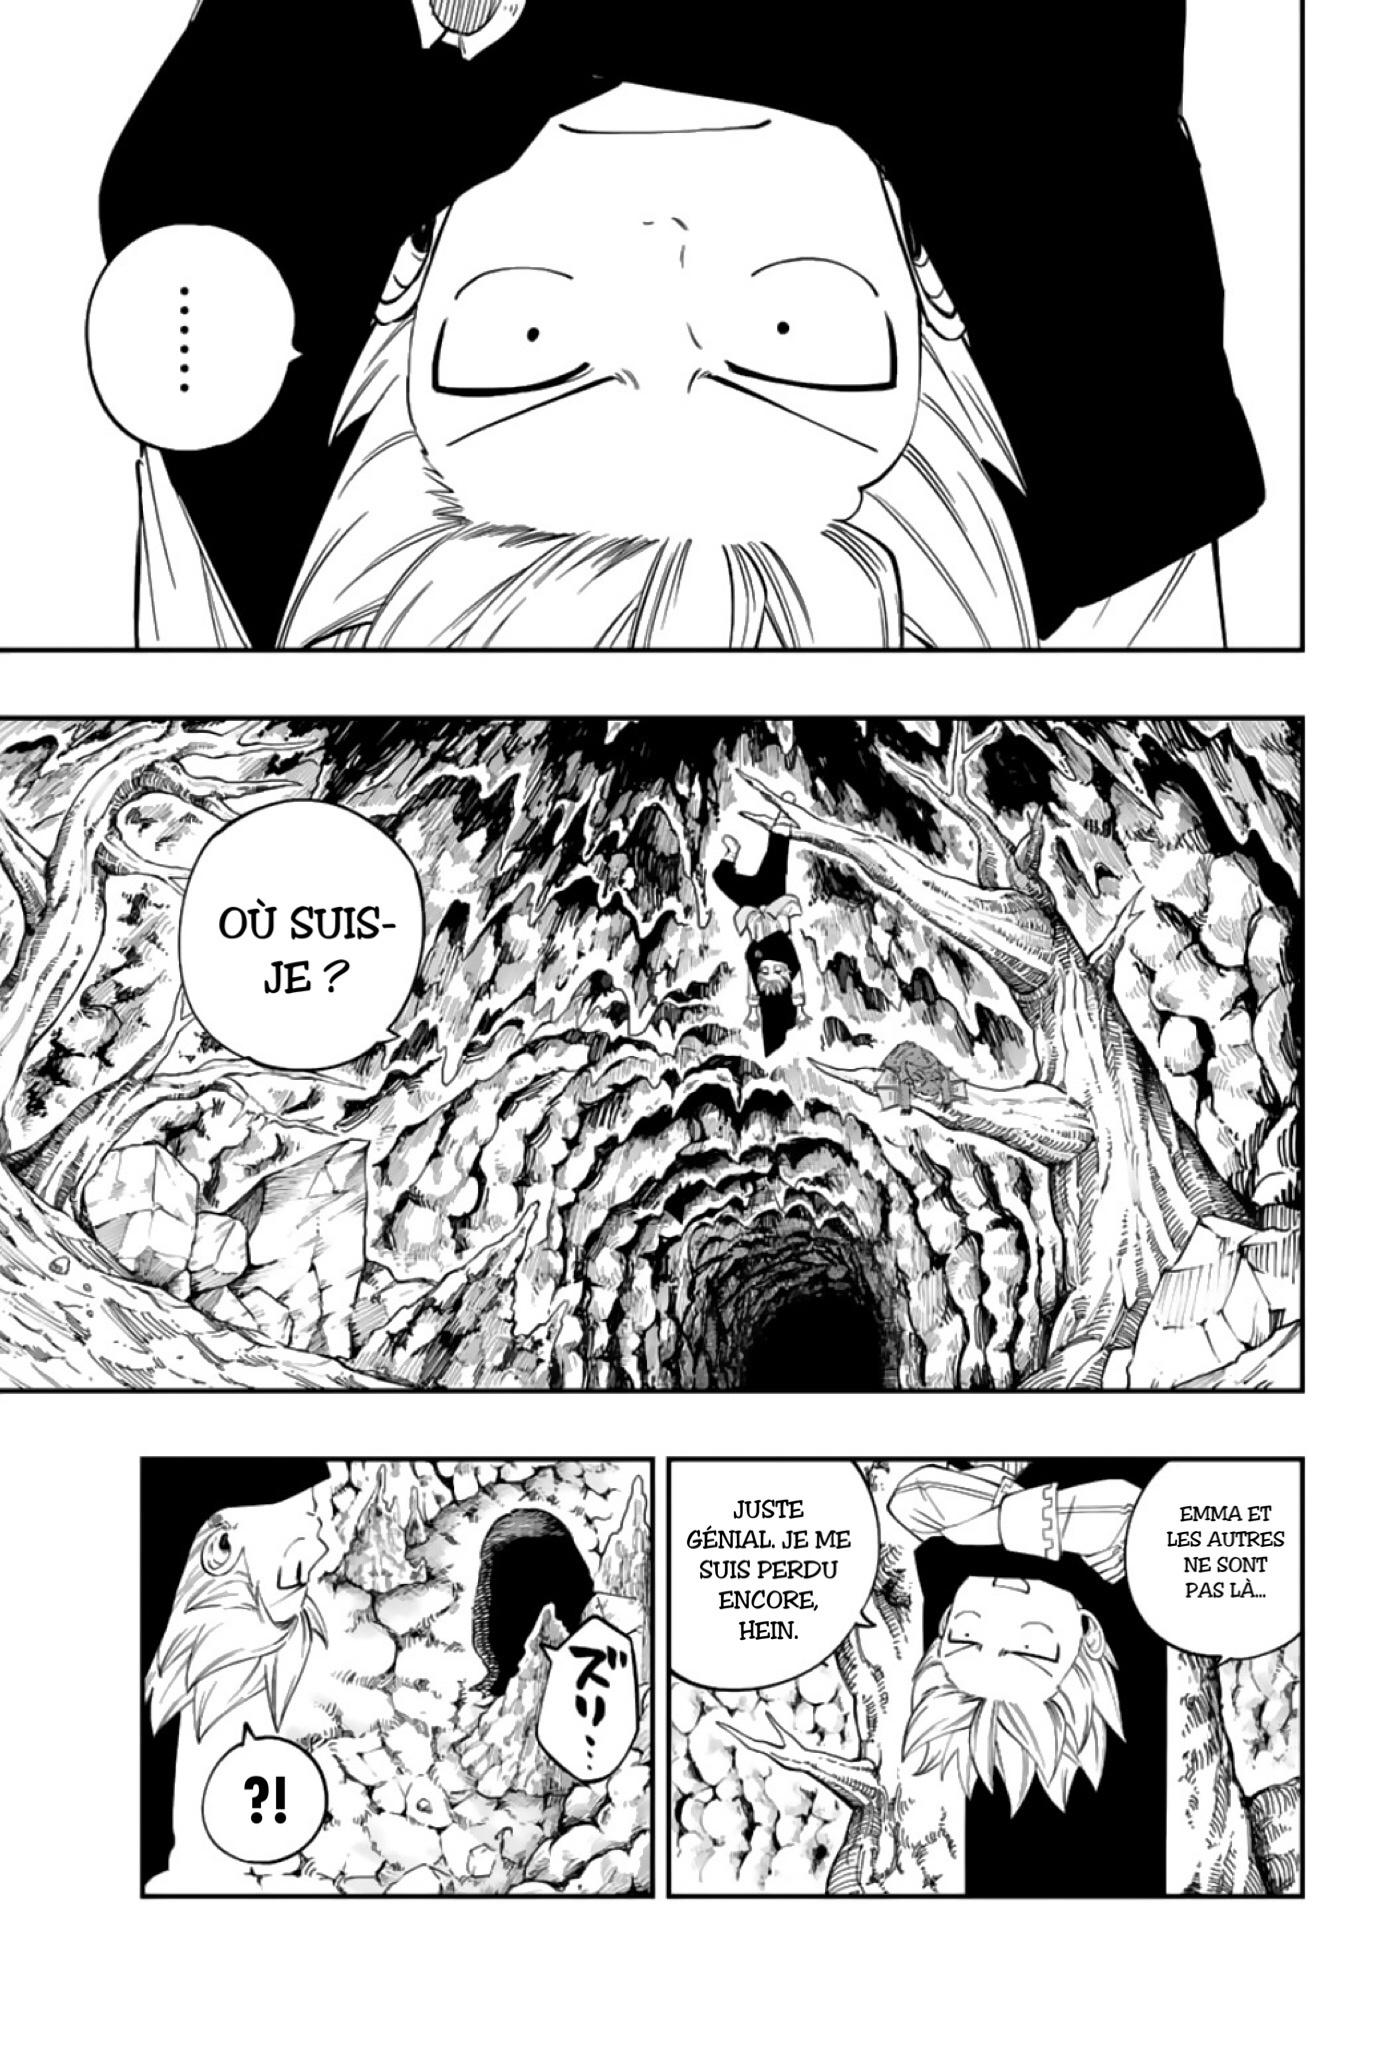 ......
OÙ SUIS-
JE ?
EMMA ET
LES AUTRES
NE SONT
PAS LÀ...
JUSTE
GÉNIAL. JE ME
SUIS PERDU
ENCORE,
HEIN.
ズリ…
?!